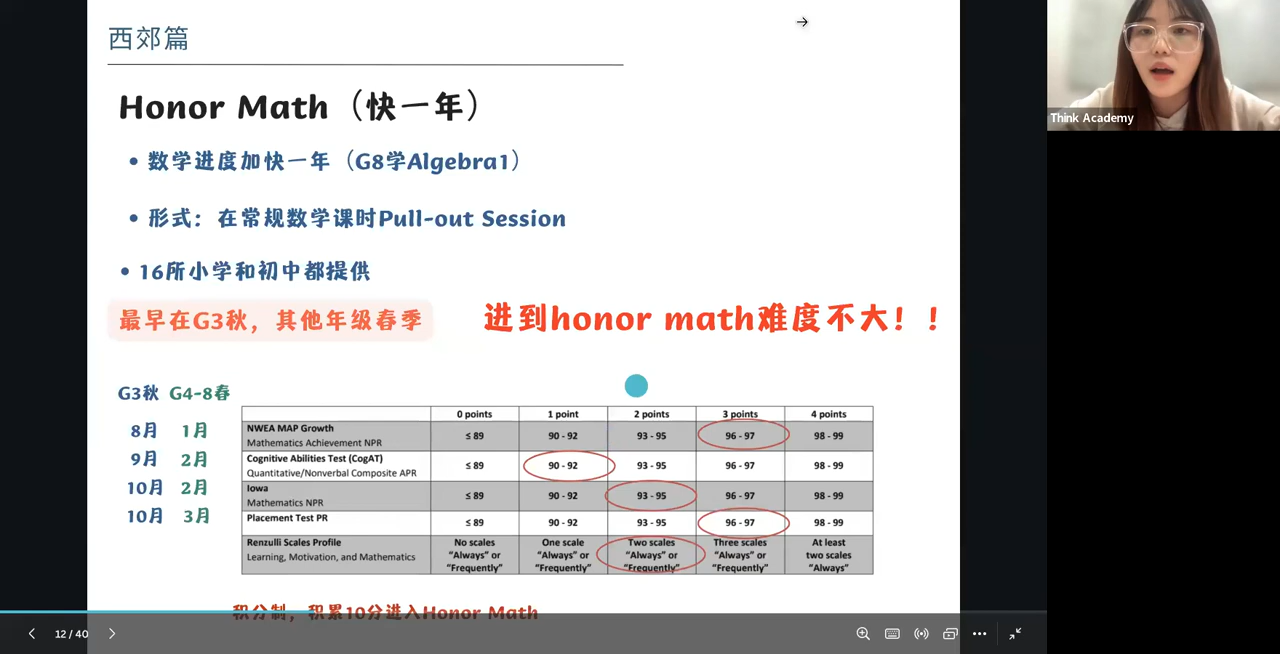 西郊篇
Honor Math（快一年）
• 数学进度加快一年（G8学Algebra1）
• 形式：在常规数学课时Pull-out Session
• 16所小学和初中都提供
最早在G3秋，其他年级春季
进到honor math难度不大！！
G3秋 G4-8春
8月 1月
9月 2月
10月 2月
10月 3月
0 points 1 point 2 points 3 points 4 points
NWEA MAP Growth
Mathematics Achievement NPR
≤ 89 90 - 92 93 - 95 96 - 97 98 - 99
Cognitive Abilities Test (CogAT)
Quantitative/Nonverbal Composite APR
≤ 89 90 - 92 93 - 95 96 - 97 98 - 99
Iowa
Mathematics NPR
≤ 89 90 - 92 93 - 95 96 - 97 98 - 99
Placement Test PR
≤ 89 90 - 92 93 - 95 96 - 97 98 - 99
Renzulli Scales Profile
Learning, Motivation, and Mathematics
No scales “Always” or “Frequently”
One scale “Always” or “Frequently”
Two scales “Always” or “Frequently”
Three scales “Always” or “Frequently”
At least two scales “Always”
积分制，积累10分进入Honor Math
12 / 40
Think Academy